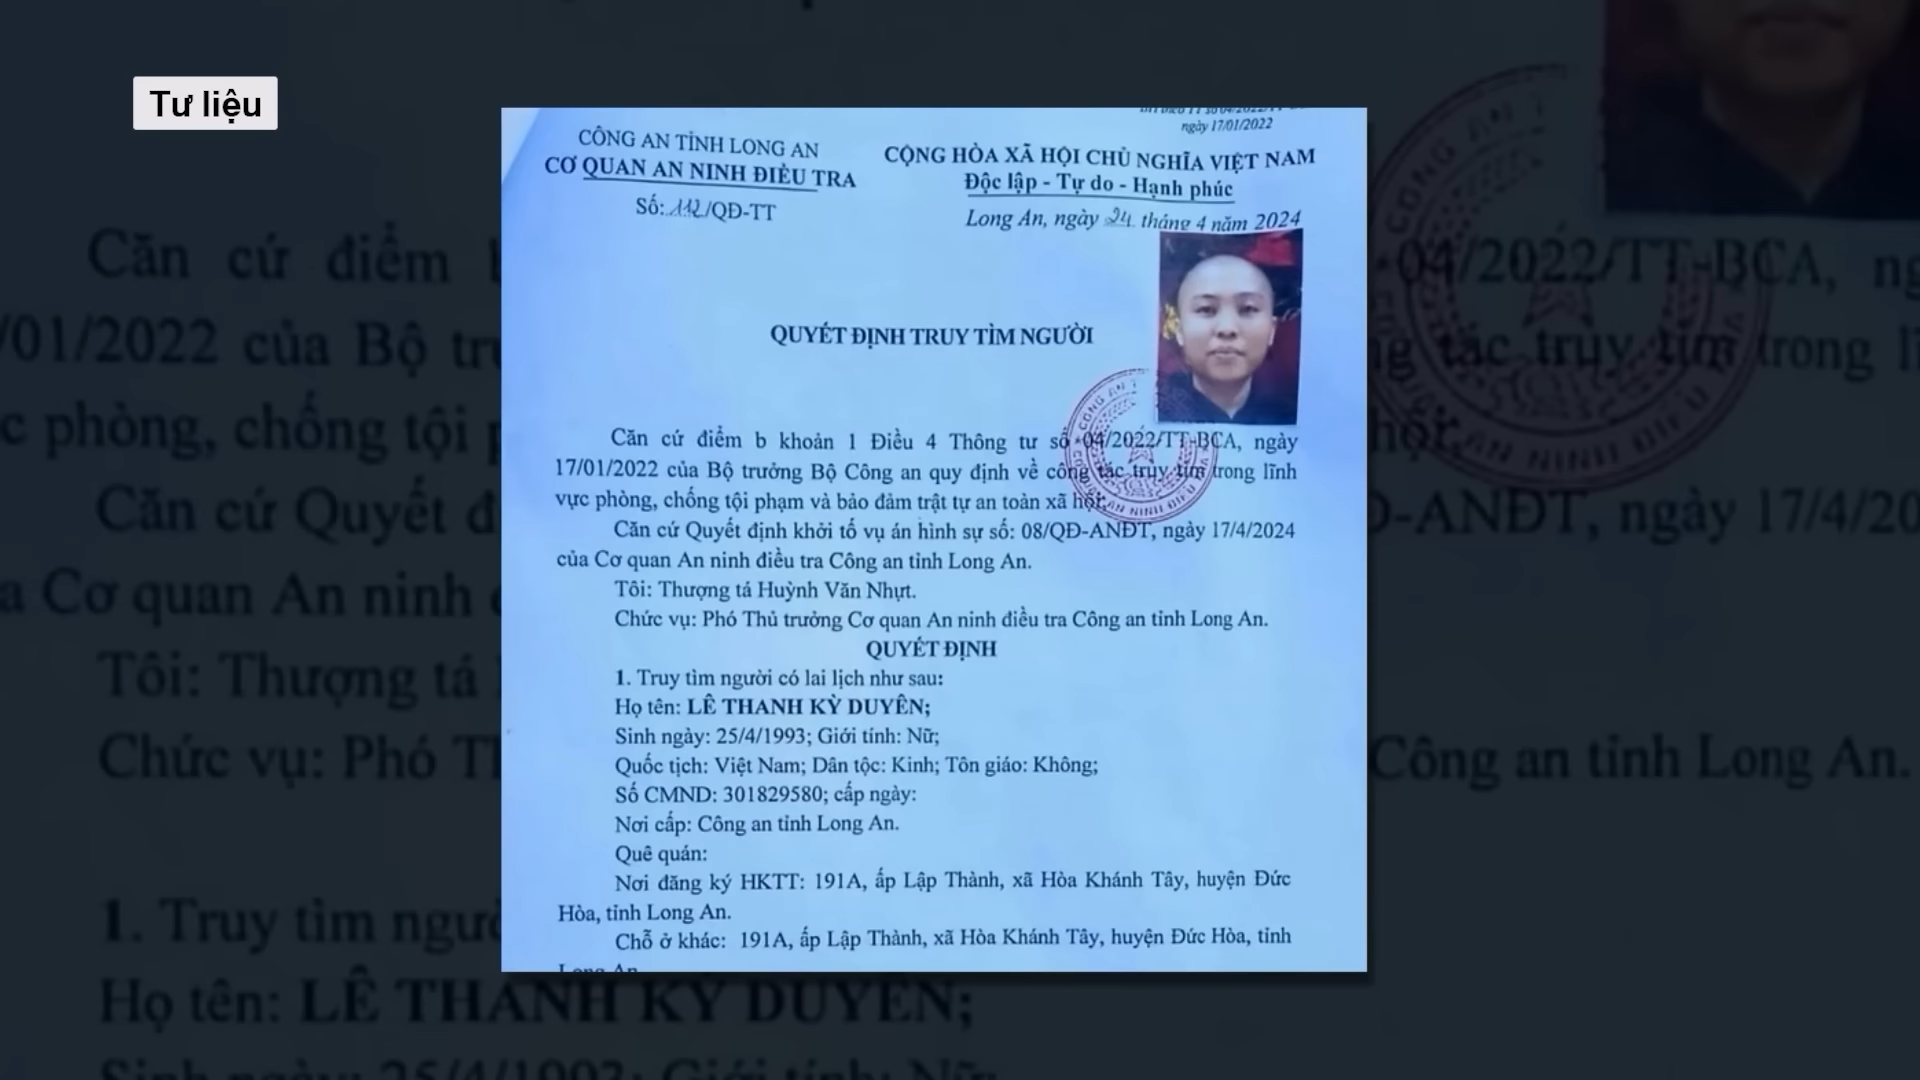 Tư liệu
ngày 17/01/2022
CÔNG AN TỈNH LONG AN
CƠ QUAN AN NINH ĐIỀU TRA
Số: 112/QĐ-TT
CỘNG HÒA XÃ HỘI CHỦ NGHĨA VIỆT NAM
Độc lập - Tự do - Hạnh phúc
Long An, ngày 24 tháng 4 năm 2024
QUYẾT ĐỊNH TRUY TÌM NGƯỜI
Căn cứ điểm b khoản 1 Điều 4 Thông tư số 04/2022/TT-BCA, ngày
17/01/2022 của Bộ trưởng Bộ Công an quy định về công tác truy tìm trong lĩnh
vực phòng, chống tội phạm và bảo đảm trật tự an toàn xã hội.
Căn cứ Quyết định khởi tố vụ án hình sự số: 08/QĐ-ANĐT, ngày 17/4/2024
của Cơ quan An ninh điều tra Công an tỉnh Long An.
Tôi: Thượng tá Huỳnh Văn Nhựt.
Chức vụ: Phó Thủ trưởng Cơ quan An ninh điều tra Công an tỉnh Long An.
QUYẾT ĐỊNH
1. Truy tìm người có lai lịch như sau:
Họ tên: LÊ THANH KỲ DUYÊN;
Sinh ngày: 25/4/1993; Giới tính: Nữ;
Quốc tịch: Việt Nam; Dân tộc: Kinh; Tôn giáo: Không;
Số CMND: 301829580; cấp ngày:
Nơi cấp: Công an tỉnh Long An.
Quê quán:
Nơi đăng ký HKTT: 191A, ấp Lập Thành, xã Hòa Khánh Tây, huyện Đức
Hòa, tỉnh Long An.
Chỗ ở khác: 191A, ấp Lập Thành, xã Hòa Khánh Tây, huyện Đức Hòa, tỉnh
Long An